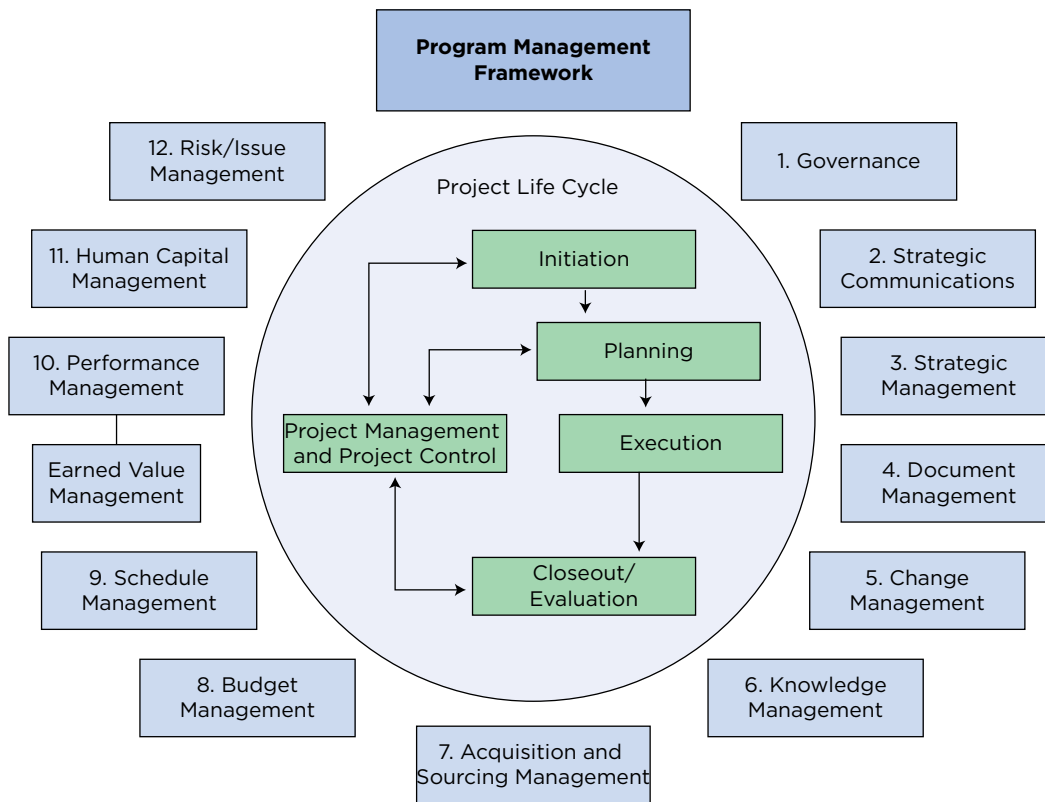 Program Management
Framework
12. Risk/Issue
Management
1. Governance
Project Life Cycle
11. Human Capital
Management
Initiation
2. Strategic
Communications
10. Performance
Management
Planning
3. Strategic
Management
Project Management
and Project Control
Execution
Earned Value
Management
4. Document
Management
9. Schedule
Management
Closeout/
Evaluation
5. Change
Management
8. Budget
Management
6. Knowledge
Management
7. Acquisition and
Sourcing Management